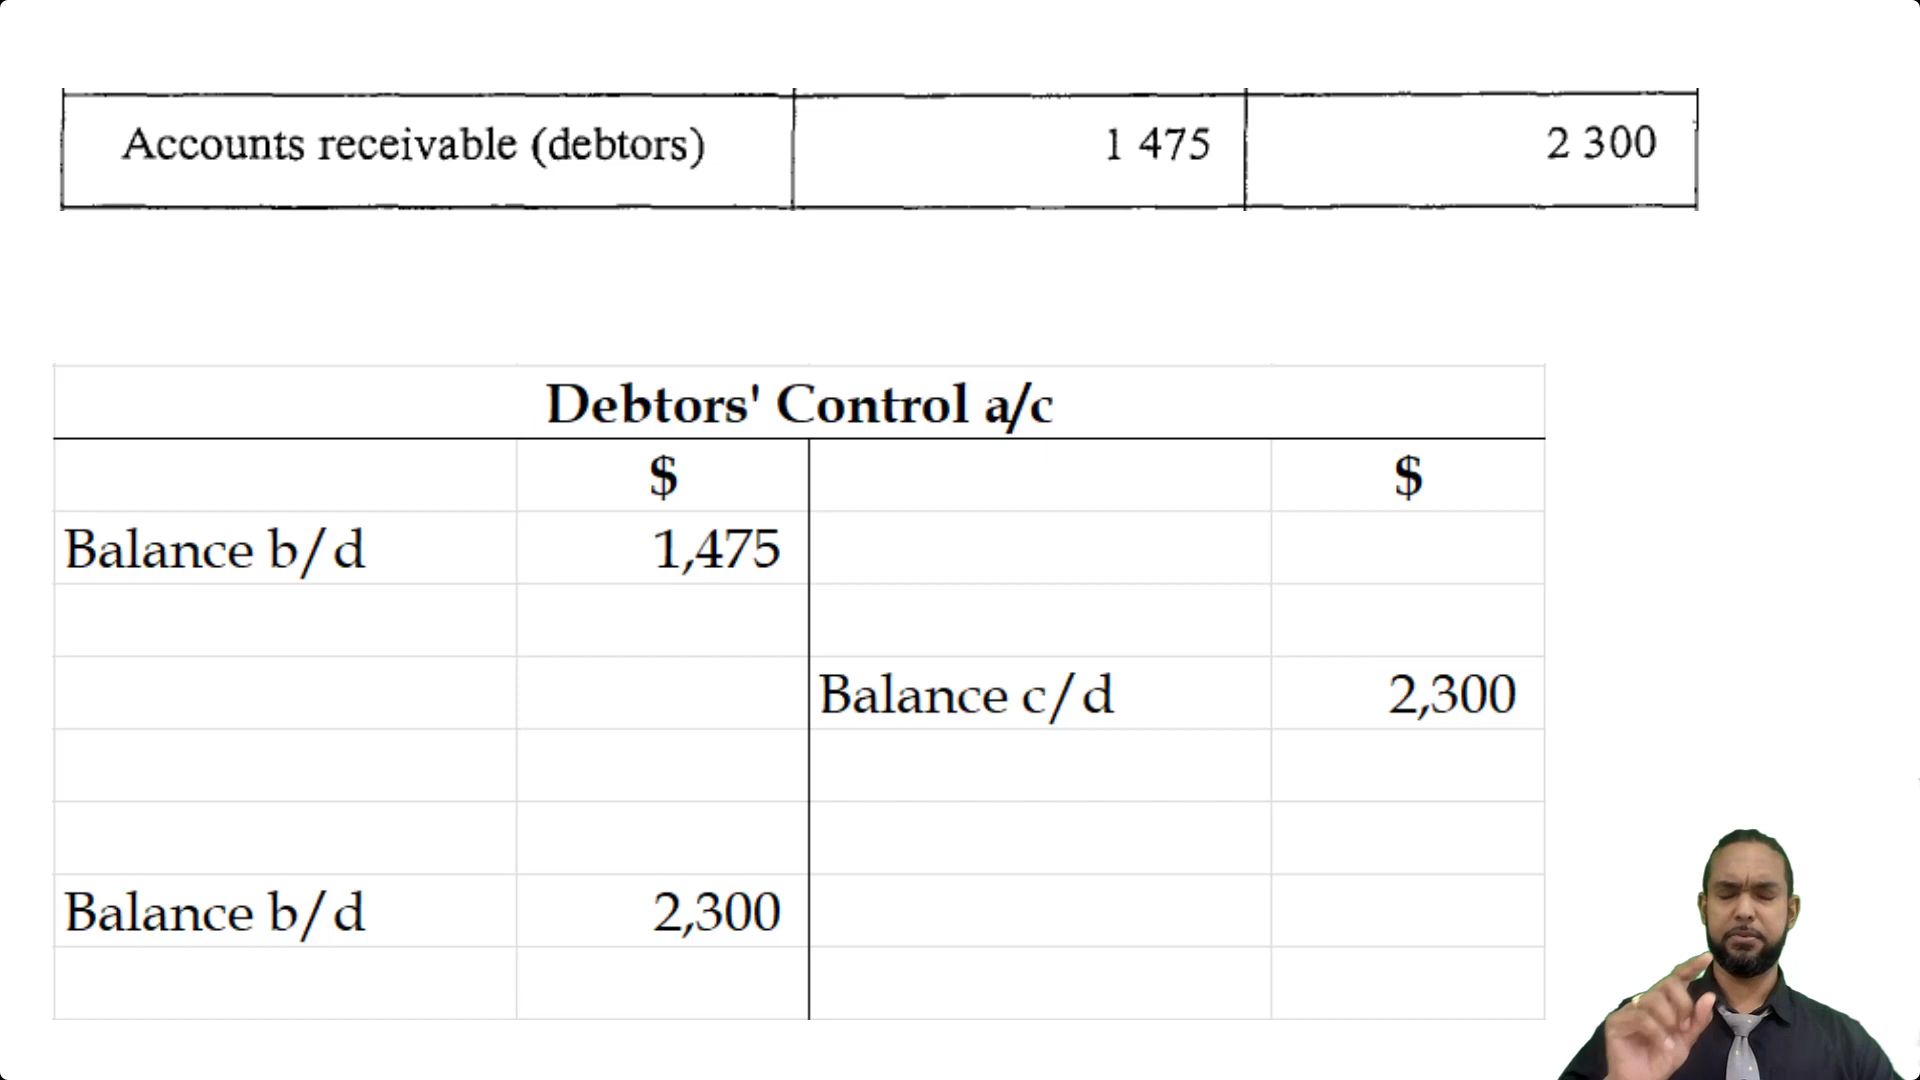 Accounts receivable (debtors) 1 475 2 300
Debtors' Control a/c
$ $
Balance b/d 1,475
Balance c/d 2,300
Balance b/d 2,300